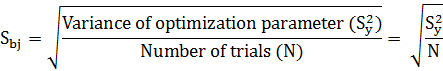 S_bj = √(Variance of optimization parameter (S_y^2) / Number of trials (N)) = √(S_y^2 / N)